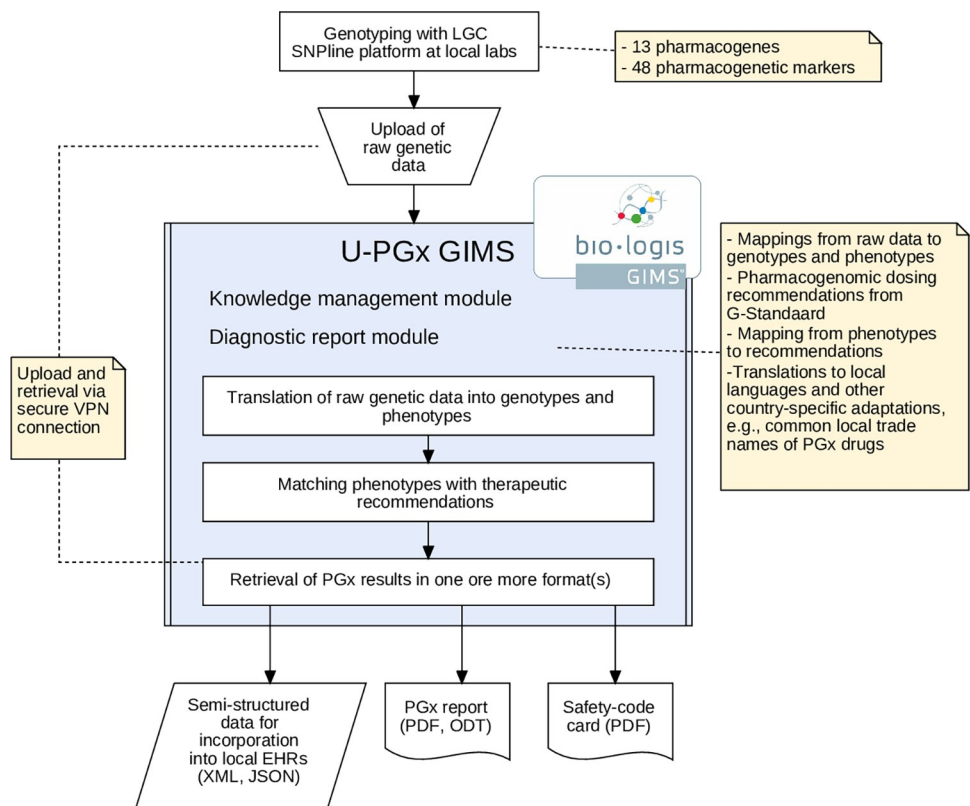 Genotyping with LGC
SNPline platform at local labs
- 13 pharmacogenes
- 48 pharmacogenetic markers
Upload of
raw genetic
data
bio·logis
GIMS
U-PGx GIMS
Knowledge management module
Diagnostic report module
- Mappings from raw data to
genotypes and phenotypes
- Pharmacogenomic dosing
recommendations from
G-Standaard
- Mapping from phenotypes
to recommendations
-Translations to local
languages and other
country-specific adaptations,
e.g., common local trade
names of PGx drugs
Upload and
retrieval via
secure VPN
connection
Translation of raw genetic data into genotypes and
phenotypes
Matching phenotypes with therapeutic
recommendations
Retrieval of PGx results in one ore more format(s)
Semi-structured
data for
incorporation
into local EHRs
(XML, JSON)
PGx report
(PDF, ODT)
Safety-code
card (PDF)